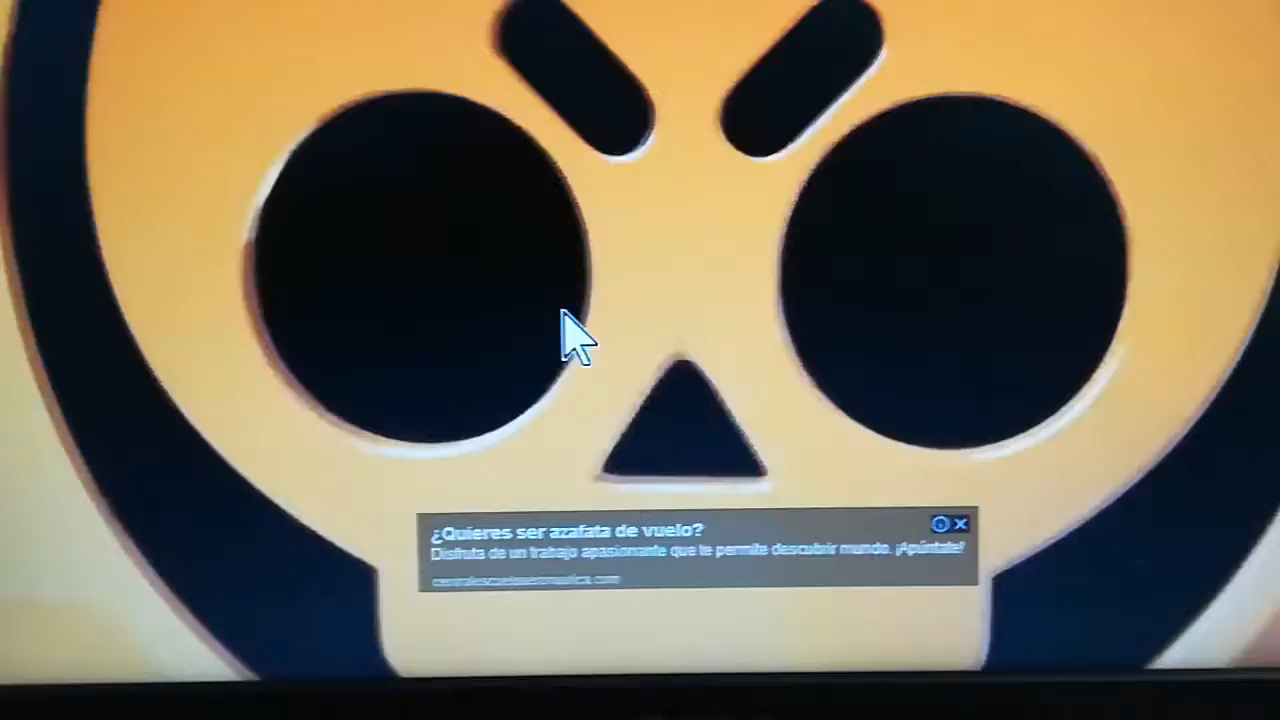 ¿Quieres ser azafata de vuelo?
Disfruta de un trabajo apasionante que te permite descubrir mundo. ¡Apúntate!